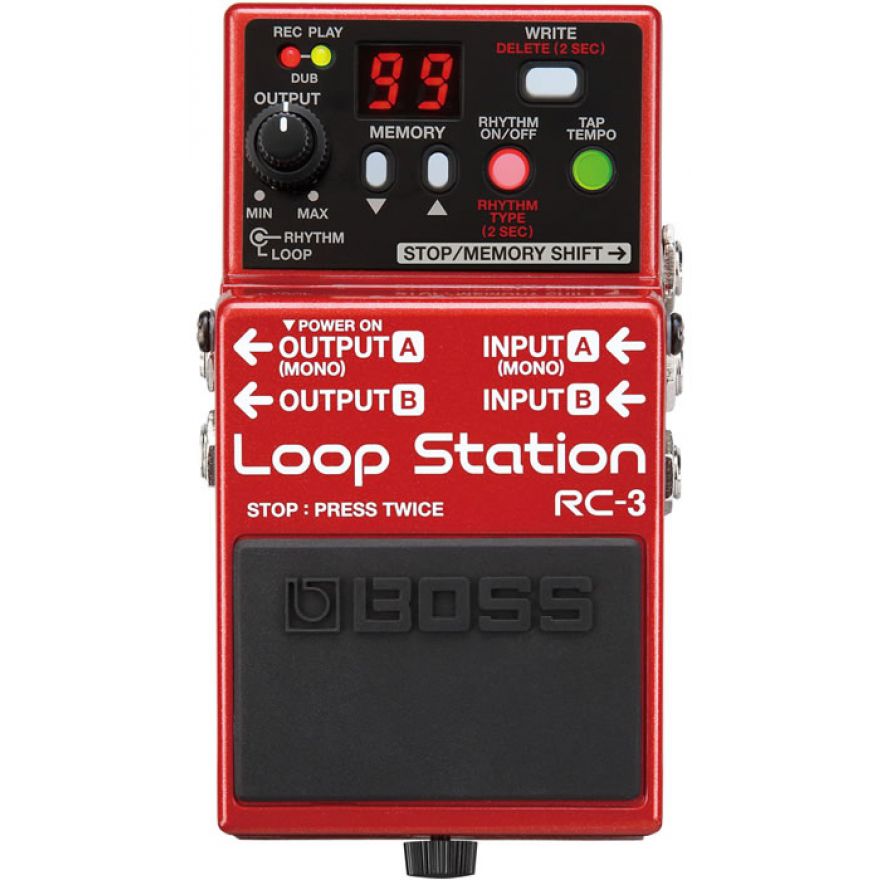 REC PLAY
DUB
OUTPUT
MIN MAX
RHYTHM
LOOP
99
MEMORY
▼ ▲
WRITE
DELETE (2 SEC)
RHYTHM
ON/OFF
RHYTHM
TYPE
(2 SEC)
TAP
TEMPO
STOP/MEMORY SHIFT →
▼ POWER ON
← OUTPUT A
(MONO)
← OUTPUT B
INPUT A ←
(MONO)
INPUT B ←
Loop Station
STOP : PRESS TWICE
RC-3
BOSS